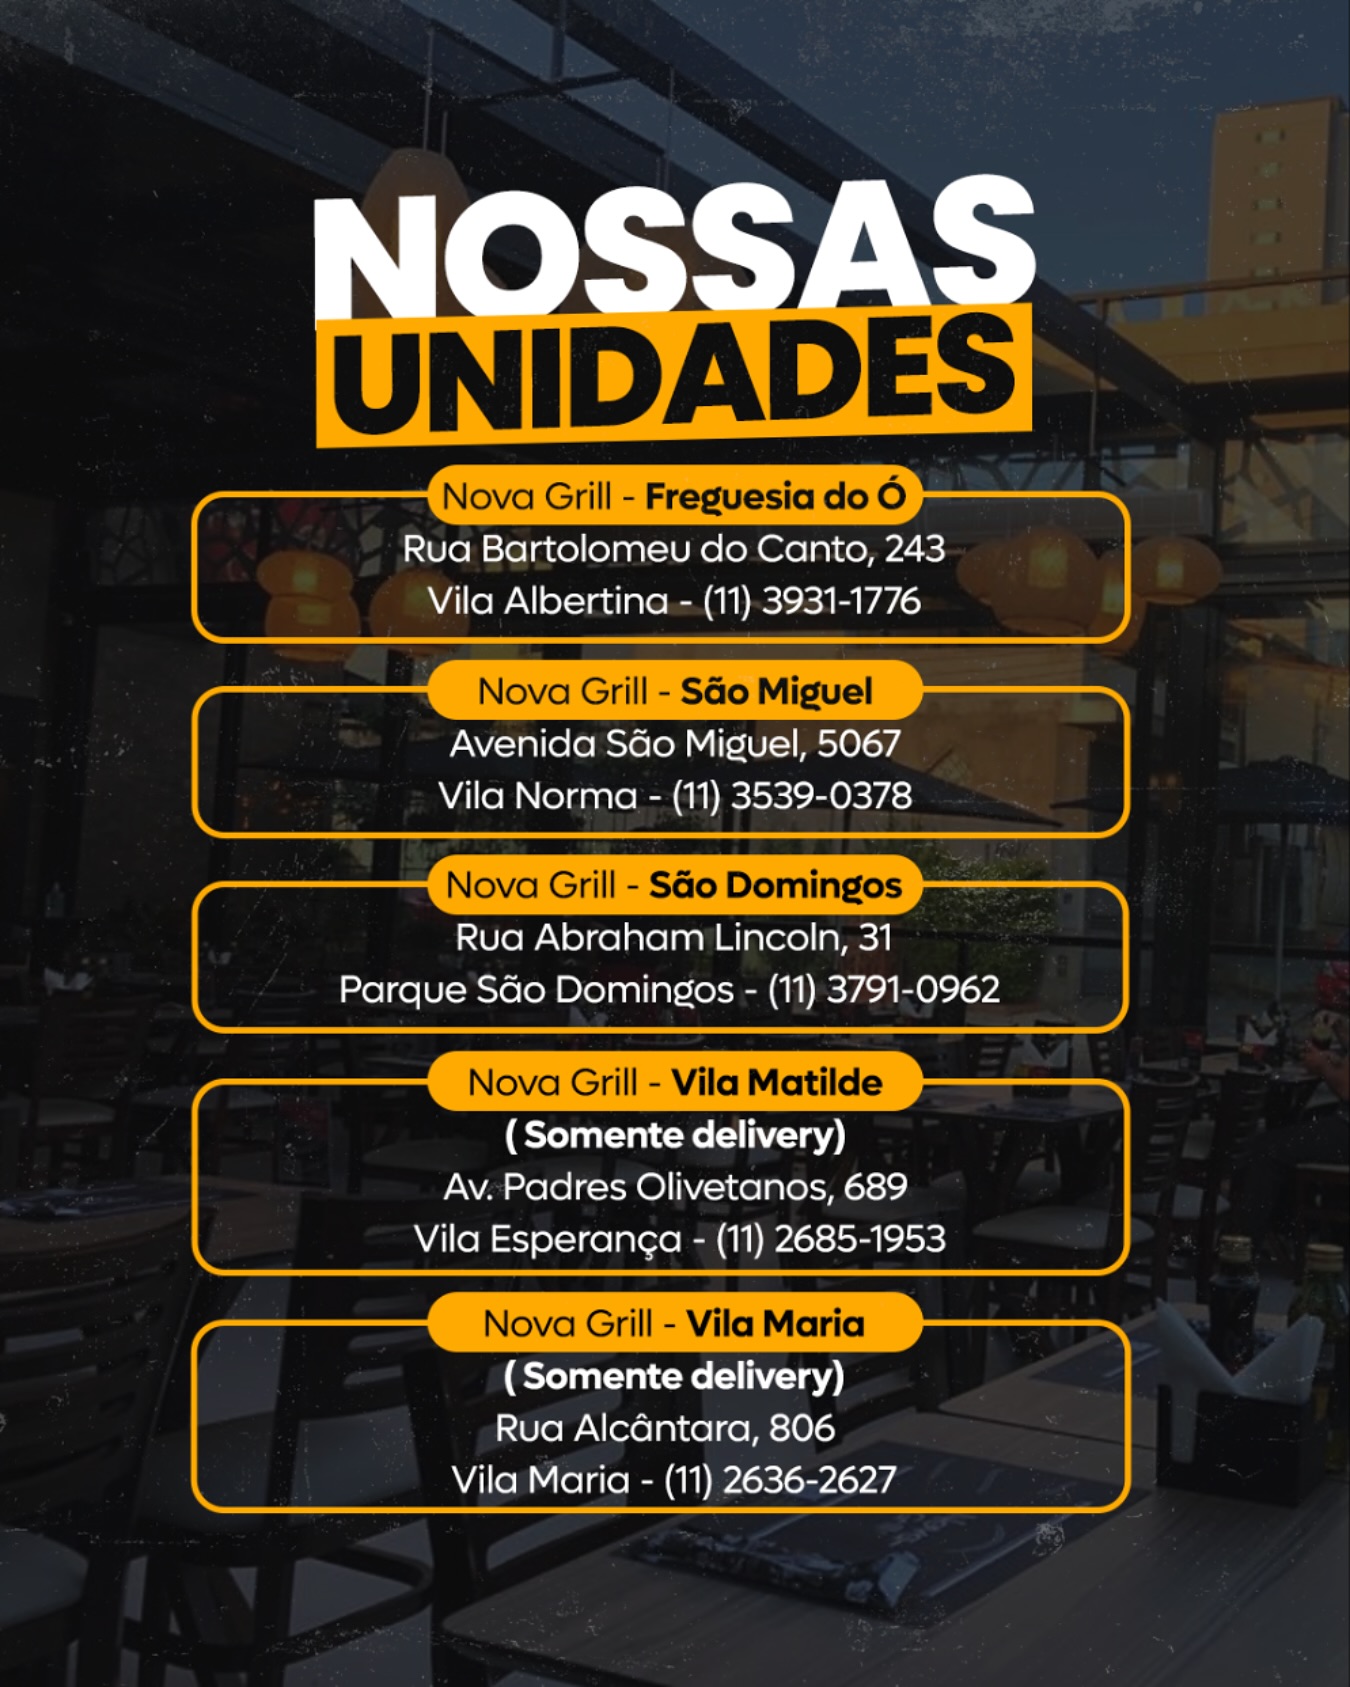 NOSSAS
UNIDADES
Nova Grill - Freguesia do Ó
Rua Bartolomeu do Canto, 243
Vila Albertina - (11) 3931-1776
Nova Grill - São Miguel
Avenida São Miguel, 5067
Vila Norma - (11) 3539-0378
Nova Grill - São Domingos
Rua Abraham Lincoln, 31
Parque São Domingos - (11) 3791-0962
Nova Grill - Vila Matilde
( Somente delivery)
Av. Padres Olivetanos, 689
Vila Esperança - (11) 2685-1953
Nova Grill - Vila Maria
( Somente delivery)
Rua Alcântara, 806
Vila Maria - (11) 2636-2627